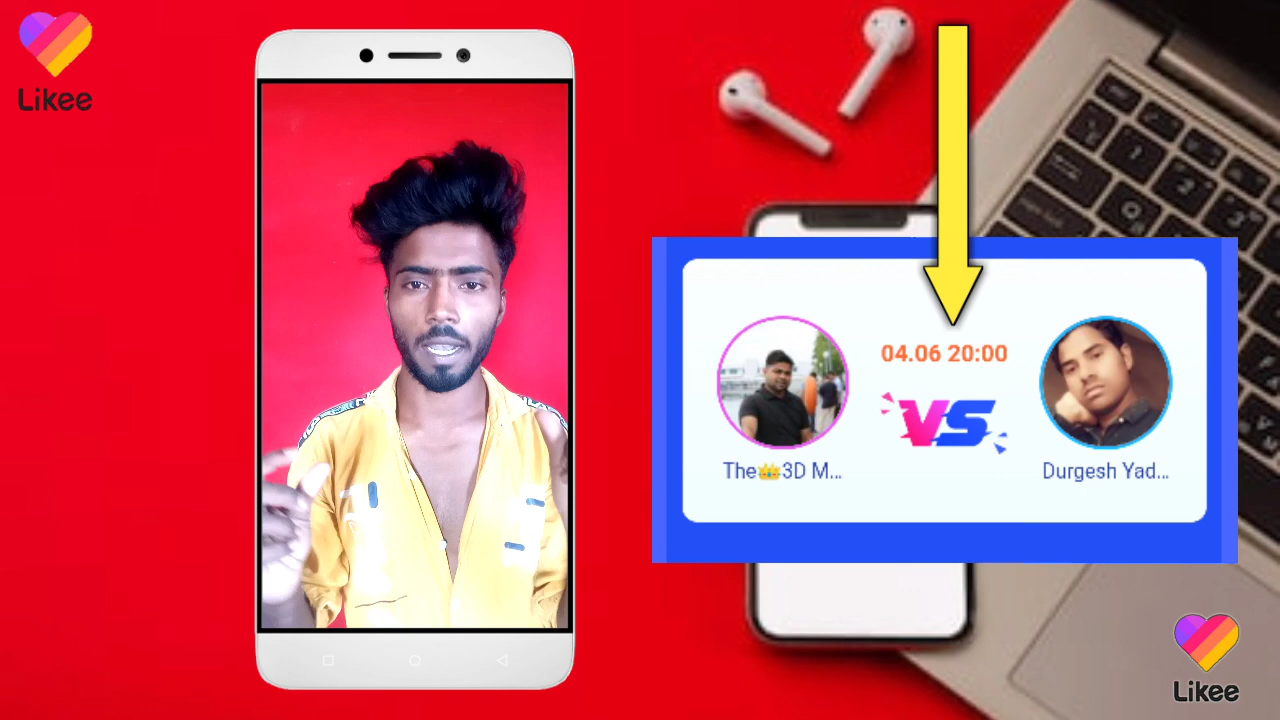 Likee
04.06 20:00
VS
The👑3D M...
Durgesh Yad...
Likee